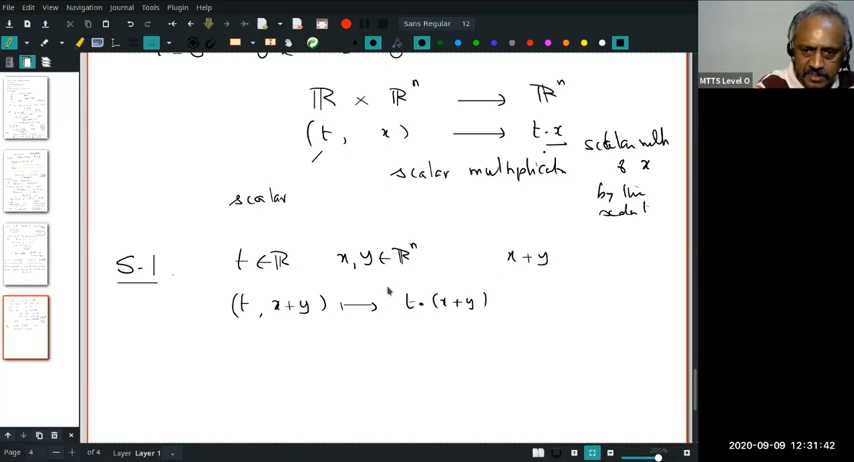 File Edit View Navigation Journal Tools Plugin Help
Sans Regular 12
ℝ × ℝⁿ ⟶ ℝⁿ
(t, x) ⟶ t·x
scalar mult
of x
by the
scalar t
scalar multiplication
scalar
S-1 t ∈ ℝ x, y ∈ ℝⁿ x + y
(t, x+y) ⟼ t·(x+y)
MTTS Level O
2020-09-09 12:31:42
Page 4 of 4 Layer Layer 1